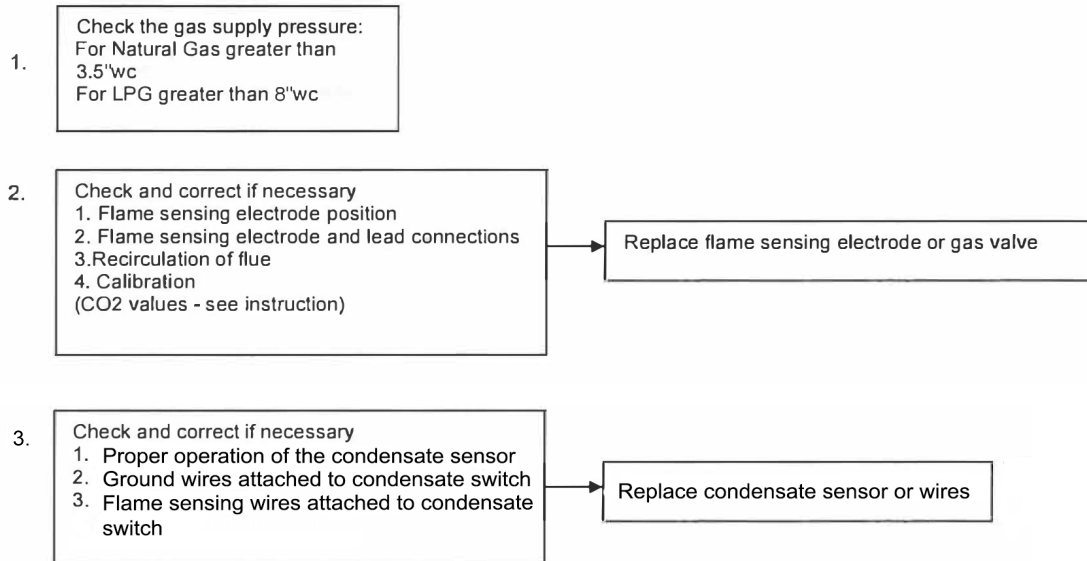 1.
Check the gas supply pressure:
For Natural Gas greater than
3.5"wc
For LPG greater than 8"wc
2.
Check and correct if necessary
1. Flame sensing electrode position
2. Flame sensing electrode and lead connections
3.Recirculation of flue
4. Calibration
(CO2 values - see instruction)
Replace flame sensing electrode or gas valve
3.
Check and correct if necessary
1. Proper operation of the condensate sensor
2. Ground wires attached to condensate switch
3. Flame sensing wires attached to condensate
switch
Replace condensate sensor or wires